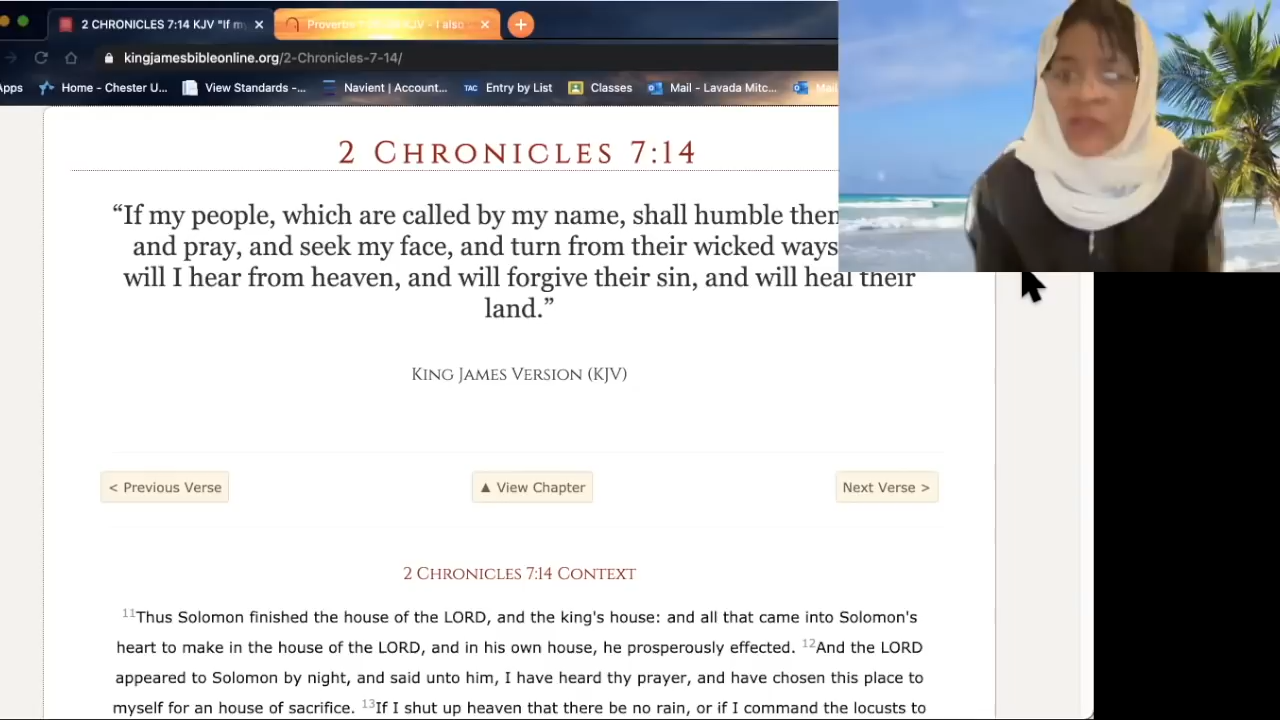 2 CHRONICLES 7:14 KJV "If my
Proverbs 1
KJV - I also
kingjamesbibleonline.org/2-Chronicles-7-14/
Apps
Home - Chester U...
View Standards -...
Navient | Account...
TAC Entry by List
Classes
Mail - Lavada Mitc...
Mail
2 CHRONICLES 7:14
“If my people, which are called by my name, shall humble
and pray, and seek my face, and turn from their wicked ways
will I hear from heaven, and will forgive their sin, and will heal their
land.”
KING JAMES VERSION (KJV)
< Previous Verse
▲ View Chapter
Next Verse >
2 CHRONICLES 7:14 CONTEXT
11Thus Solomon finished the house of the LORD, and the king's house: and all that came into Solomon's
heart to make in the house of the LORD, and in his own house, he prosperously effected. 12And the LORD
appeared to Solomon by night, and said unto him, I have heard thy prayer, and have chosen this place to
myself for an house of sacrifice. 13If I shut up heaven that there be no rain, or if I command the locusts to